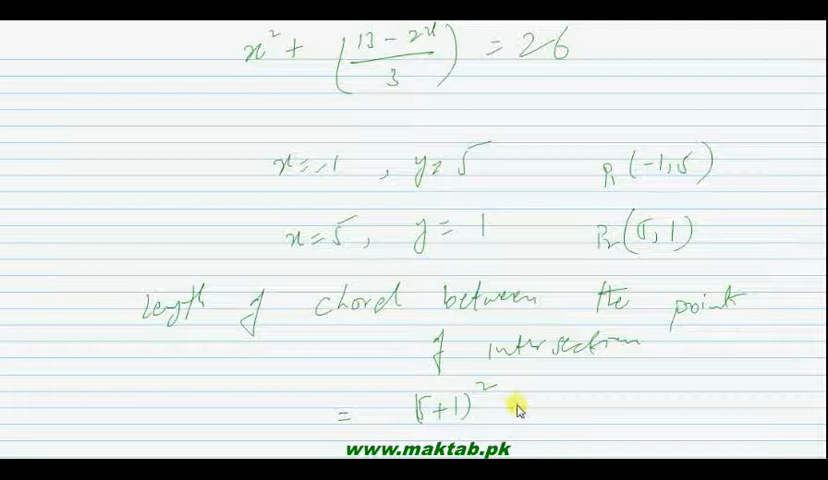 x² + (13 - 2x / 3) = 26
x = -1 , y = 5 P₁ (-1, 5)
x = 5 , y = 1 P₂ (5, 1)
Length of chord between the point
of intersection
= (5+1)²
www.maktab.pk